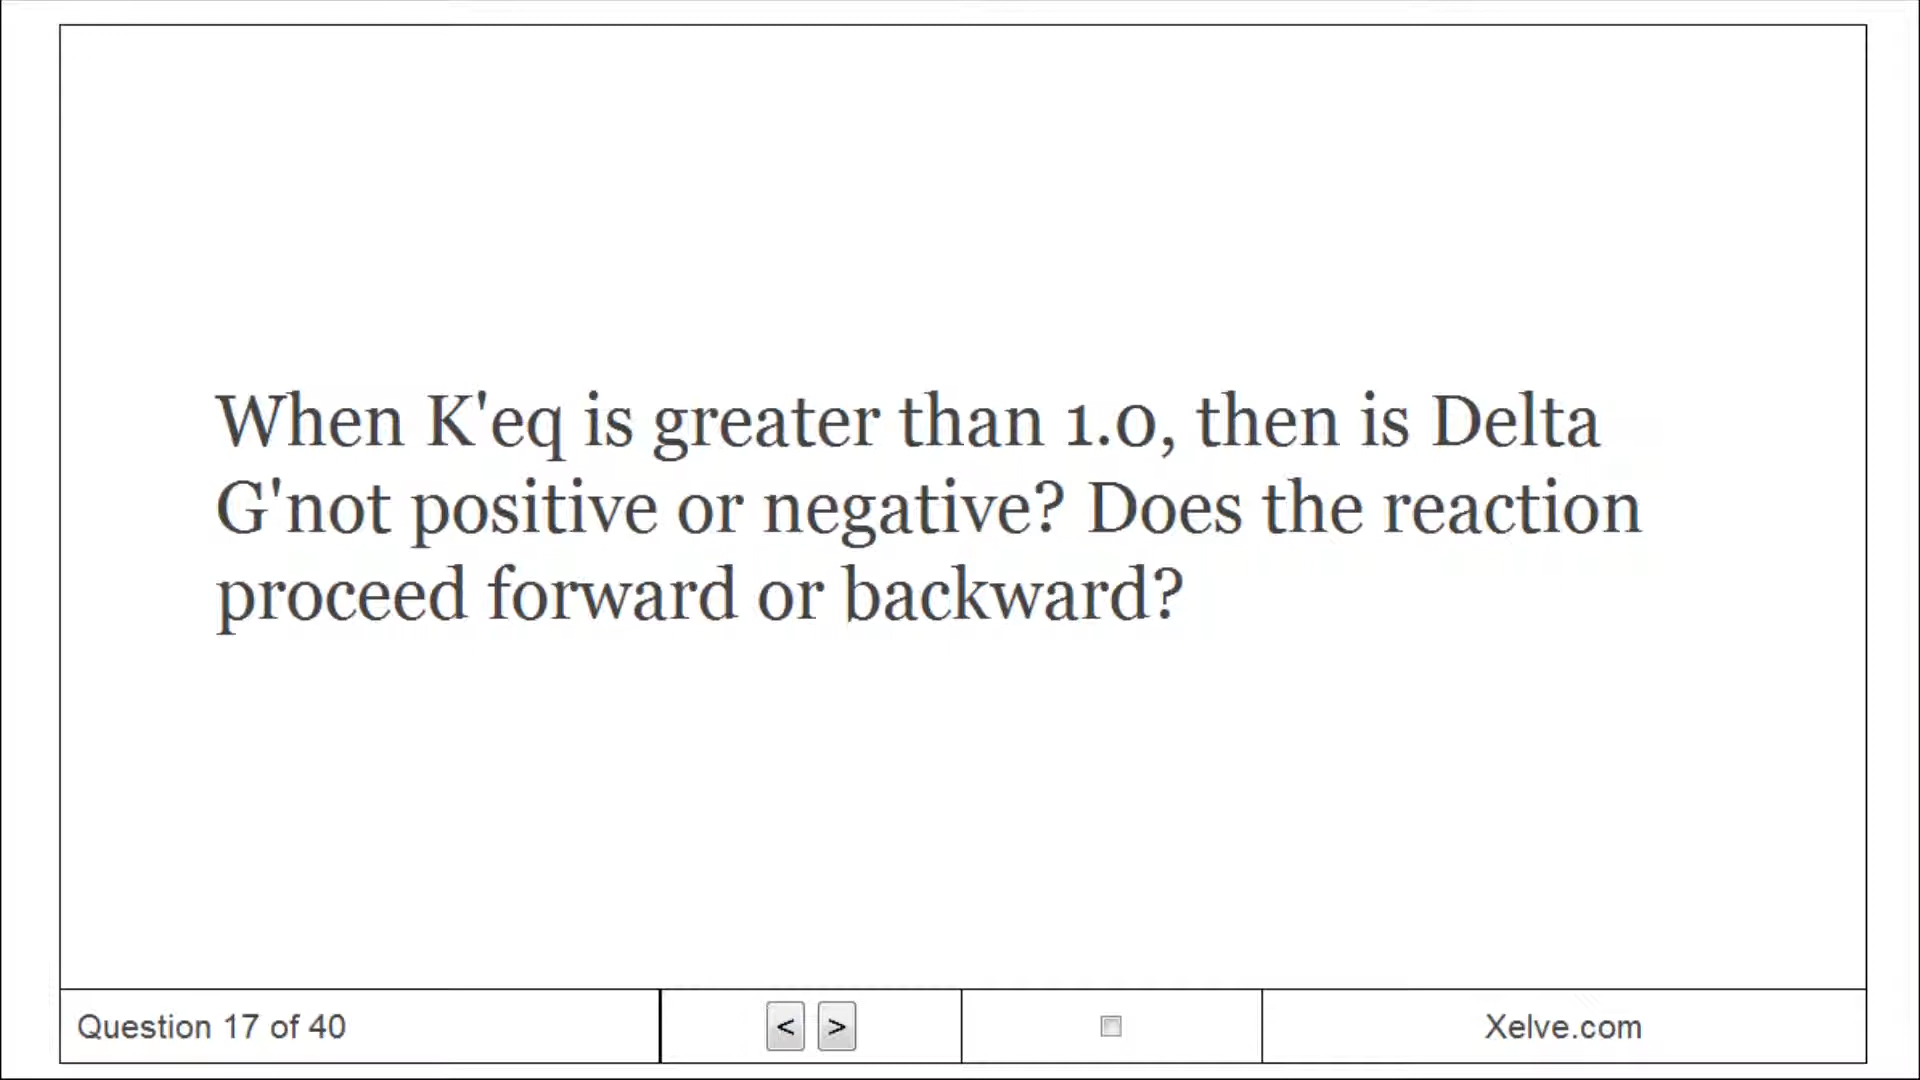 When K'eq is greater than 1.0, then is Delta
G'not positive or negative? Does the reaction
proceed forward or backward?
Question 17 of 40
< >
Xelve.com